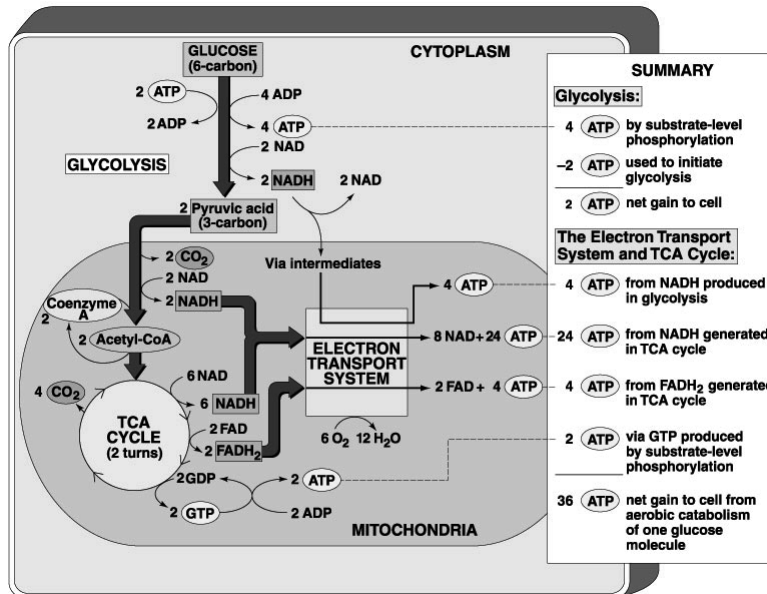 CYTOPLASM
GLUCOSE
(6-carbon)
2 ATP
4 ADP
2 ADP
4 ATP
2 NAD
GLYCOLYSIS
2 NADH
2 NAD
2 Pyruvic acid
(3-carbon)
2 CO₂
2 NAD
2 NADH
Via intermediates
4 ATP
Coenzyme
A
2
2 Acetyl-CoA
ELECTRON
TRANSPORT
SYSTEM
8 NAD+24 ATP
2 FAD+ 4 ATP
6 NAD
6 NADH
4 CO₂
TCA
CYCLE
(2 turns)
2 FAD
2 FADH₂
6 O₂ 12 H₂O
2GDP
2 GTP
2 ATP
2 ADP
MITOCHONDRIA
SUMMARY
Glycolysis:
4 ATP by substrate-level
phosphorylation
–2 ATP used to initiate
glycolysis
2 ATP net gain to cell
The Electron Transport
System and TCA Cycle:
4 ATP from NADH produced
in glycolysis
24 ATP from NADH generated
in TCA cycle
4 ATP from FADH₂ generated
in TCA cycle
2 ATP via GTP produced
by substrate-level
phosphorylation
36 ATP net gain to cell from
aerobic catabolism
of one glucose
molecule